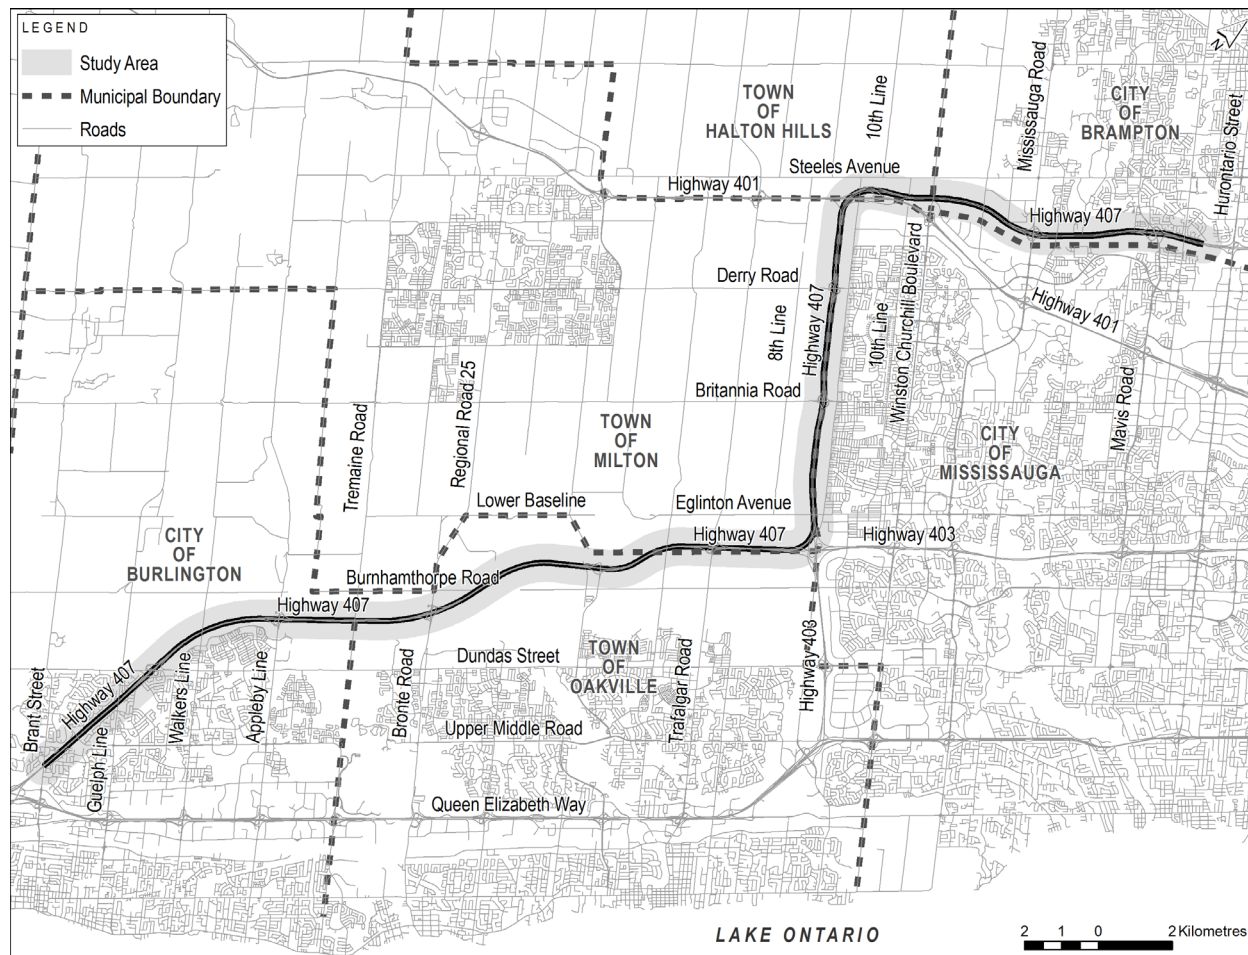 LEGEND
Study Area
Municipal Boundary
Roads
N
TOWN
OF
HALTON HILLS
10th Line
Mississauga Road
CITY
OF
BRAMPTON
Hurontario Street
Steeles Avenue
Highway 401
Highway 407
Derry Road
8th Line
Highway 407
10th Line
Winston Churchill Boulevard
Highway 401
Britannia Road
Mavis Road
Tremaine Road
Regional Road 25
TOWN
OF
MILTON
CITY
OF
MISSISSAUGA
Lower Baseline
Eglinton Avenue
Highway 407
Highway 403
CITY
OF
BURLINGTON
Burnhamthorpe Road
Highway 407
Highway 407
Brant Street
Guelph Line
Walkers Line
Appleby Line
Bronte Road
Dundas Street
TOWN
OF
OAKVILLE
Trafalgar Road
Highway 403
Upper Middle Road
Queen Elizabeth Way
LAKE ONTARIO
2 1 0 2 Kilometres